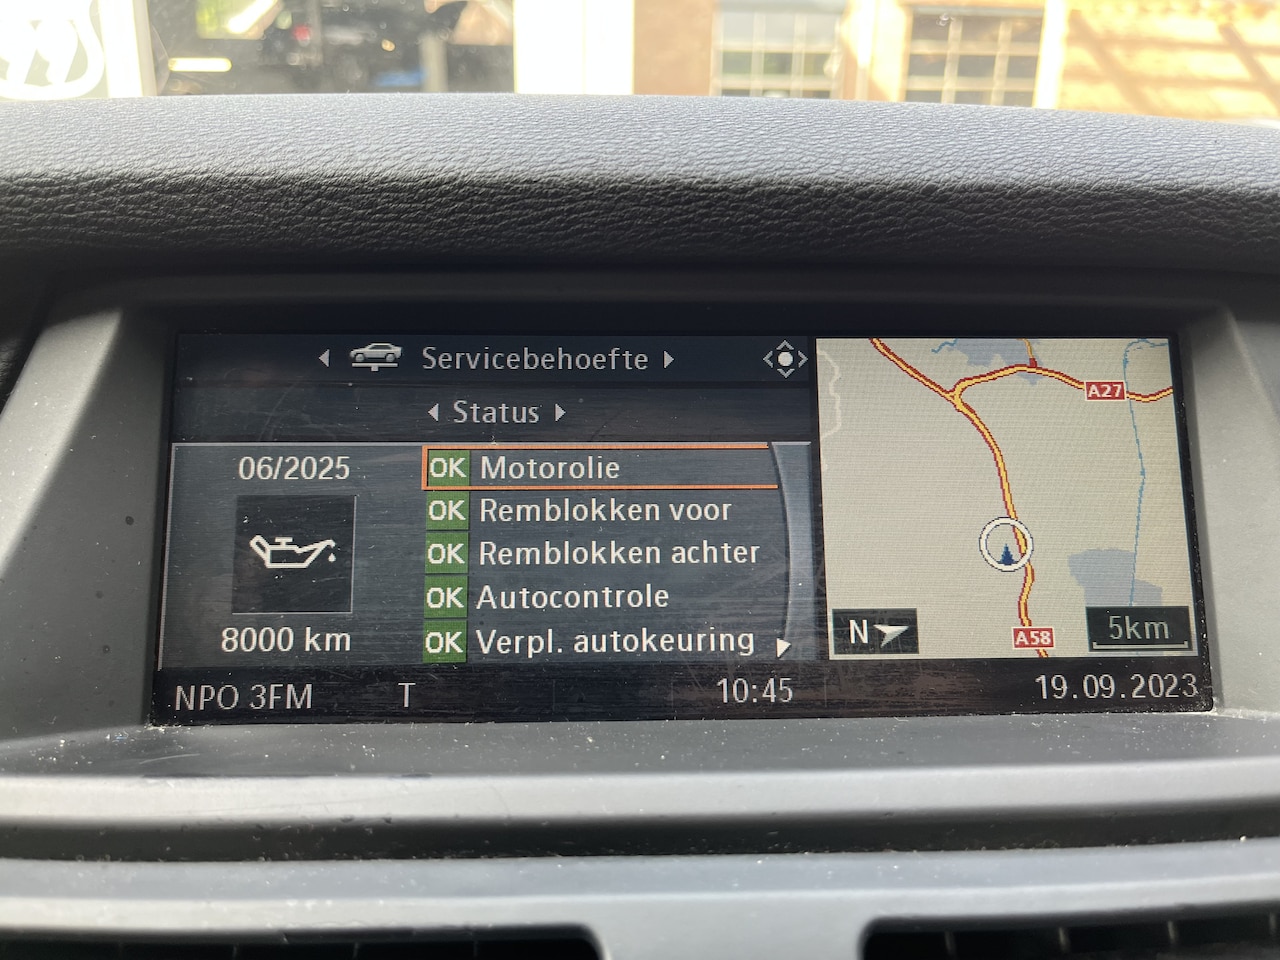 Servicebehoefte
Status
06/2025
8000 km
OK Motorolie
OK Remblokken voor
OK Remblokken achter
OK Autocontrole
OK Verpl. autokeuring
A27
A58
N
5km
NPO 3FM T 10:45 19.09.2023